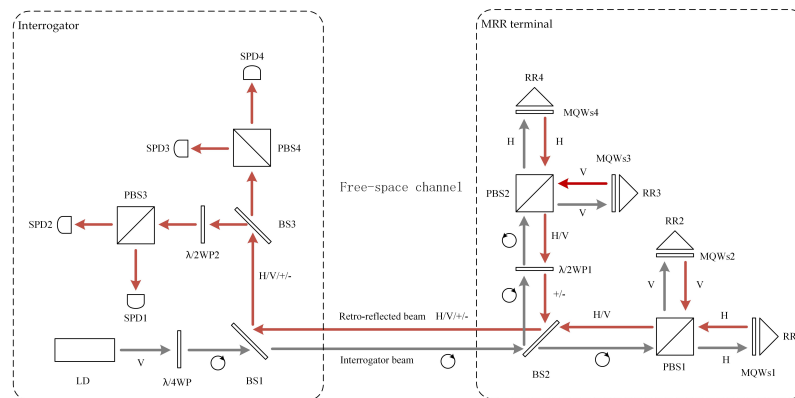 Interrogator
MRR terminal
SPD4
RR4
MQWs4
H
H
SPD3
PBS4
MQWs3
V
PBS2
RR3
V
Free-space channel
PBS3
SPD2
BS3
λ/2WP2
RR2
H/V
MQWs2
λ/2WP1
H/V/+/-
+/-
V
V
SPD1
Retro-reflected beam H/V/+/-
H/V
H
RR
V
Interrogator beam
H
LD
λ/4WP
BS1
BS2
PBS1
MQWs1